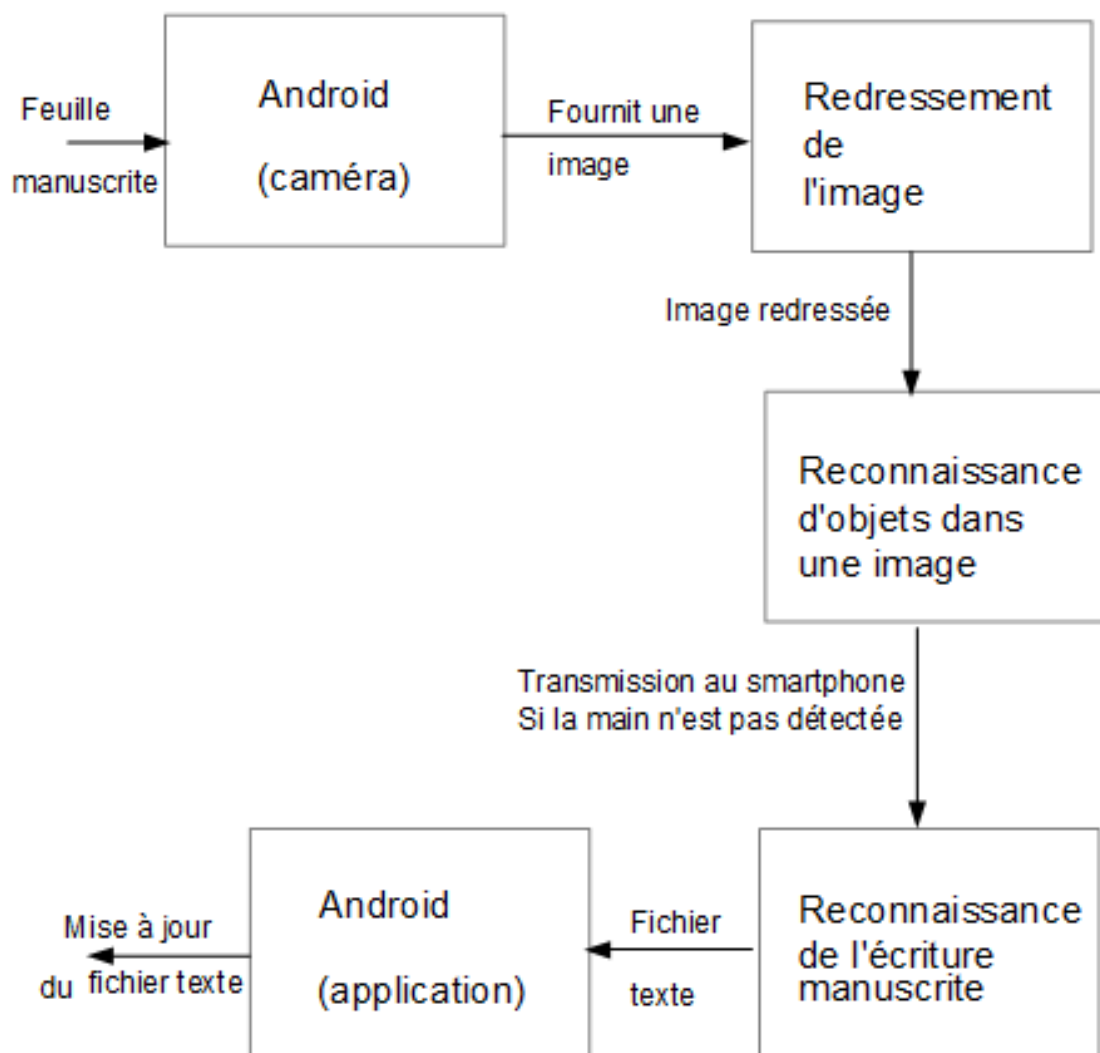 Feuille
manuscrite
Android
(caméra)
Fournit une
image
Redressement
de
l'image
Image redressée
Reconnaissance
d'objets dans
une image
Transmission au smartphone
Si la main n'est pas détectée
Reconnaissance
de l'écriture
manuscrite
Fichier
texte
Android
(application)
Mise à jour
du fichier texte